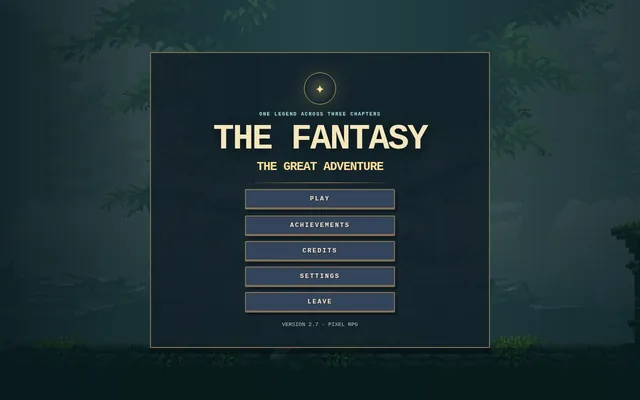 ONE LEGEND ACROSS THREE CHAPTERS
THE FANTASY
THE GREAT ADVENTURE
PLAY
ACHIEVEMENTS
CREDITS
SETTINGS
LEAVE
VERSION 2.7 · PIXEL RPG